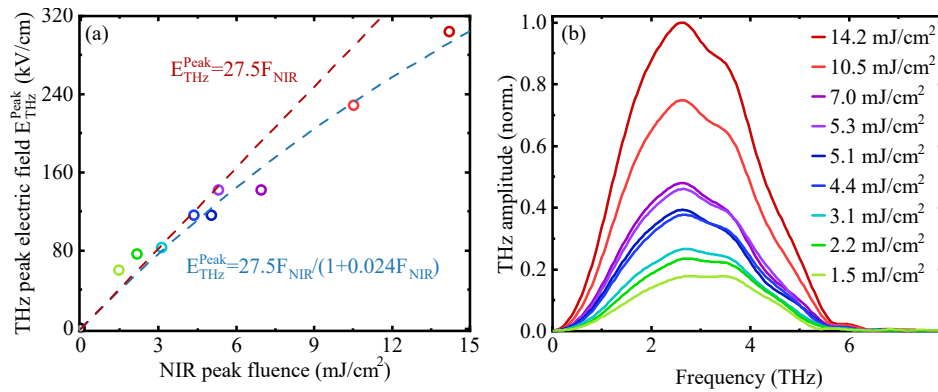 (a)
THz peak electric field E_THz^Peak (kV/cm)
320
240
160
80
0
E_THz^Peak=27.5F_NIR
E_THz^Peak=27.5F_NIR/(1+0.024F_NIR)
0 3 6 9 12 15
NIR peak fluence (mJ/cm²)
(b)
THz amplitude (norm.)
1.0
0.8
0.6
0.4
0.2
0.0
14.2 mJ/cm²
10.5 mJ/cm²
7.0 mJ/cm²
5.3 mJ/cm²
5.1 mJ/cm²
4.4 mJ/cm²
3.1 mJ/cm²
2.2 mJ/cm²
1.5 mJ/cm²
0 2 4 6
Frequency (THz)